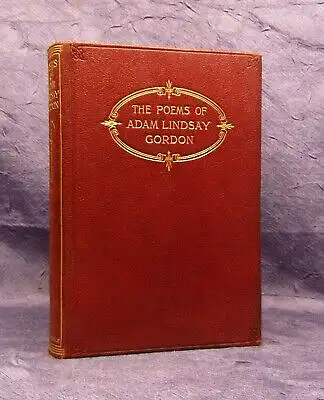 THE POEMS OF
ADAM LINDSAY
GORDON